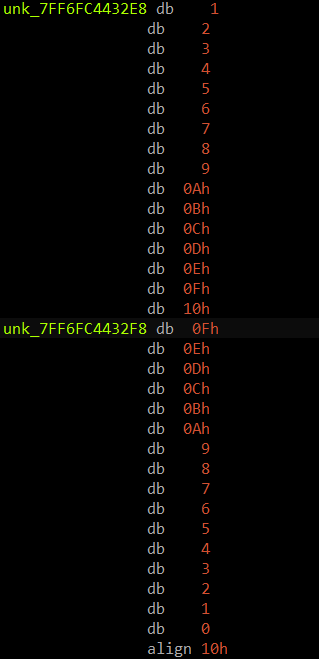 unk_7FF6FC4432E8 db 1
db 2
db 3
db 4
db 5
db 6
db 7
db 8
db 9
db 0Ah
db 0Bh
db 0Ch
db 0Dh
db 0Eh
db 0Fh
db 10h
unk_7FF6FC4432F8 db 0Fh
db 0Eh
db 0Dh
db 0Ch
db 0Bh
db 0Ah
db 9
db 8
db 7
db 6
db 5
db 4
db 3
db 2
db 1
db 0
align 10h